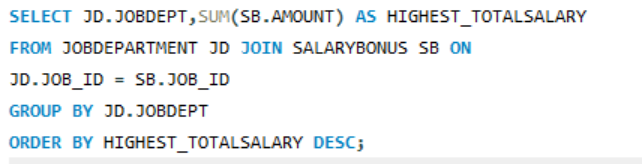 SELECT JD.JOBDEPT,SUM(SB.AMOUNT) AS HIGHEST_TOTALSALARY
FROM JOBDEPARTMENT JD JOIN SALARYBONUS SB ON
JD.JOB_ID = SB.JOB_ID
GROUP BY JD.JOBDEPT
ORDER BY HIGHEST_TOTALSALARY DESC;